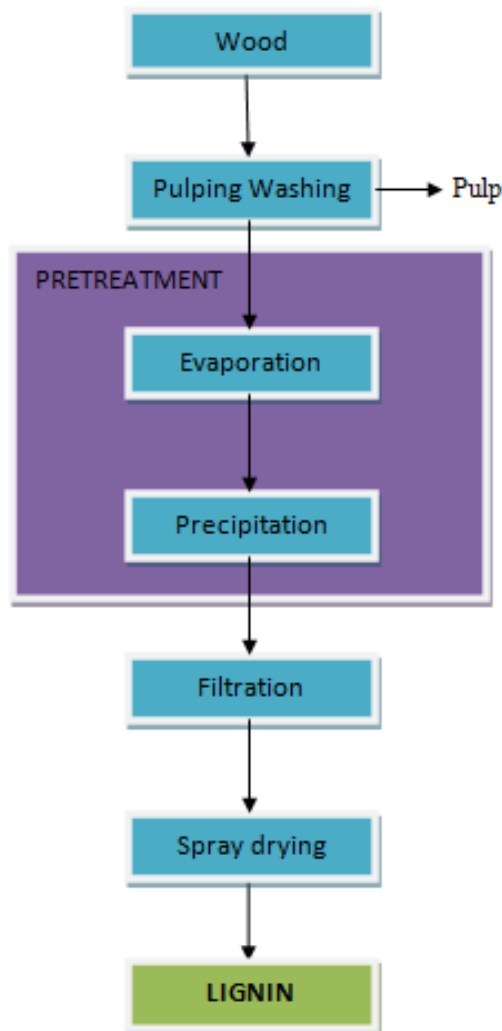 Wood
Pulping Washing
Pulp
PRETREATMENT
Evaporation
Precipitation
Filtration
Spray drying
LIGNIN